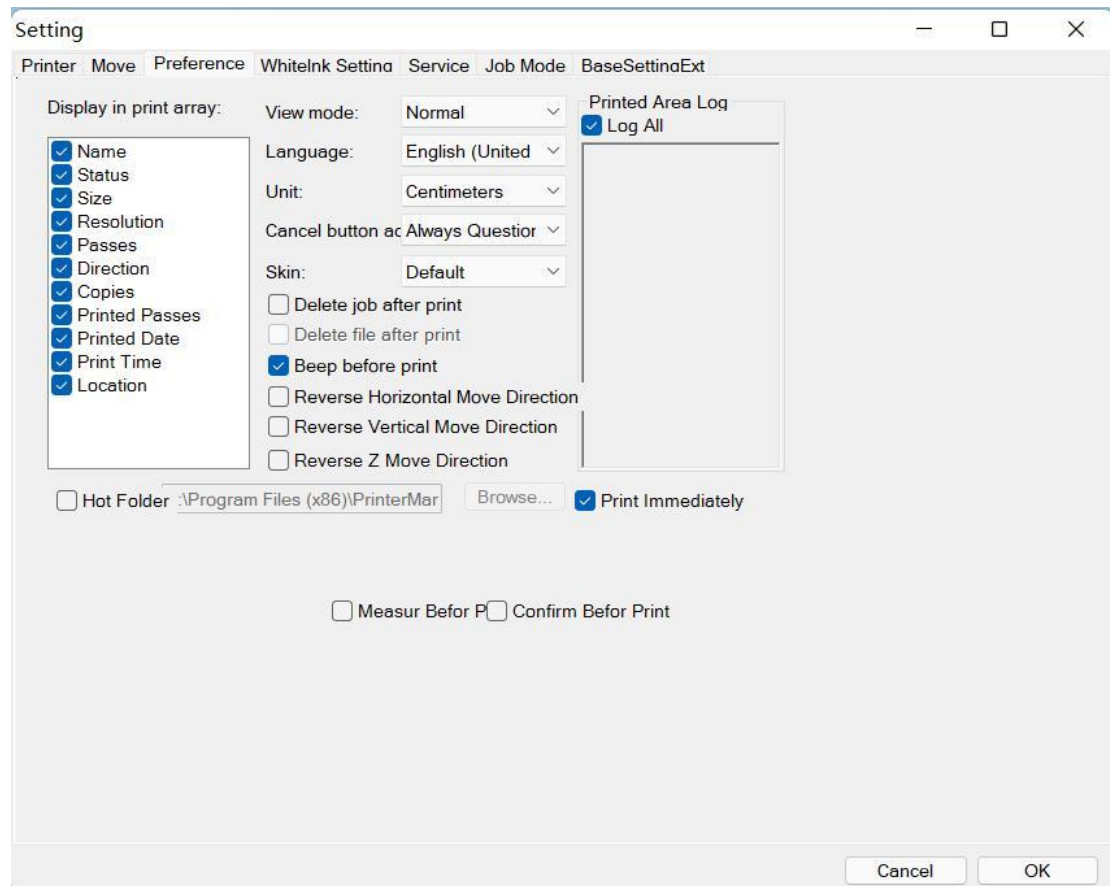 Setting
Printer Move Preference WhiteInk Setting Service Job Mode BaseSettingExt
Display in print array:
Name
Status
Size
Resolution
Passes
Direction
Copies
Printed Passes
Printed Date
Print Time
Location
View mode: Normal
Language: English (United
Unit: Centimeters
Cancel button ac Always Question
Skin: Default
Delete job after print
Delete file after print
Beep before print
Reverse Horizontal Move Direction
Reverse Vertical Move Direction
Reverse Z Move Direction
Printed Area Log
Log All
Hot Folder :\Program Files (x86)\PrinterMar Browse... Print Immediately
Measur Befor P Confirm Befor Print
Cancel OK